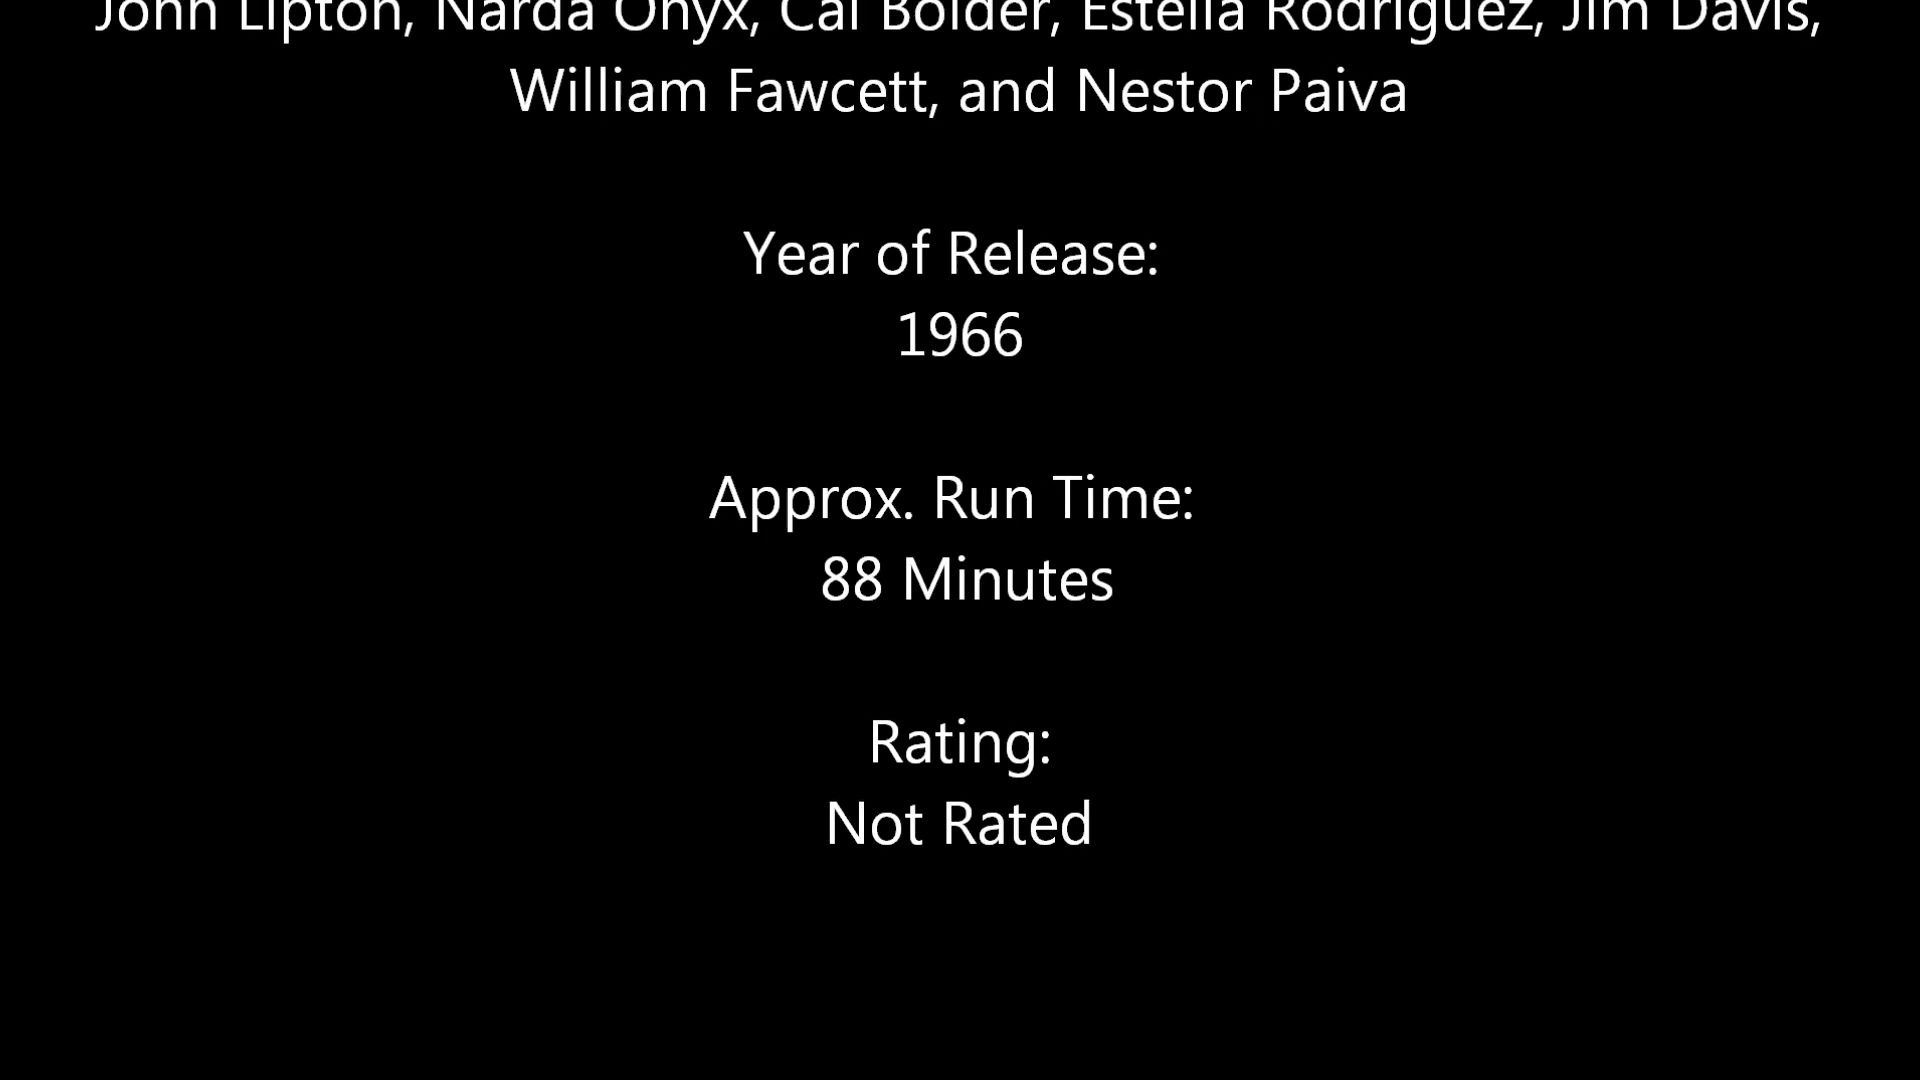 John Lipton, Narda Onyx, Cal Bolder, Estelia Rodriguez, Jim Davis,
William Fawcett, and Nestor Paiva
Year of Release:
1966
Approx. Run Time:
88 Minutes
Rating:
Not Rated